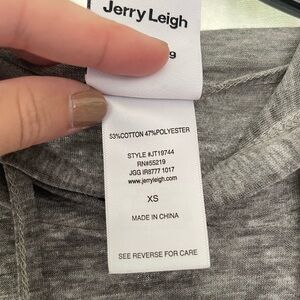 Jerry Leigh
9
53%COTTON 47%POLYESTER
STYLE #JT19744
RN#55219
JGG IR8777 1017
www.jerryleigh.com
XS
MADE IN CHINA
SEE REVERSE FOR CARE